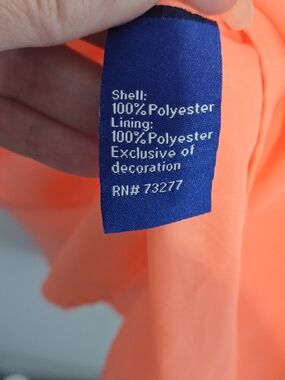 Shell:
100% Polyester
Lining:
100% Polyester
Exclusive of
decoration
RN# 73277